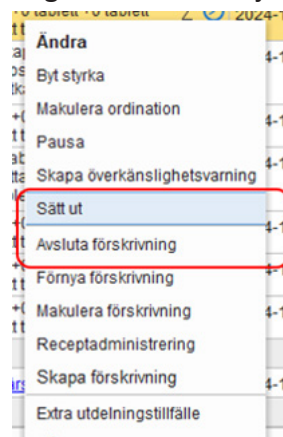 Ändra
Byt styrka
Makulera ordination
Pausa
Skapa överkänslighetsvarning
Sätt ut
Avsluta förskrivning
Förnya förskrivning
Makulera förskrivning
Receptadministrering
Skapa förskrivning
Extra utdelningstillfälle